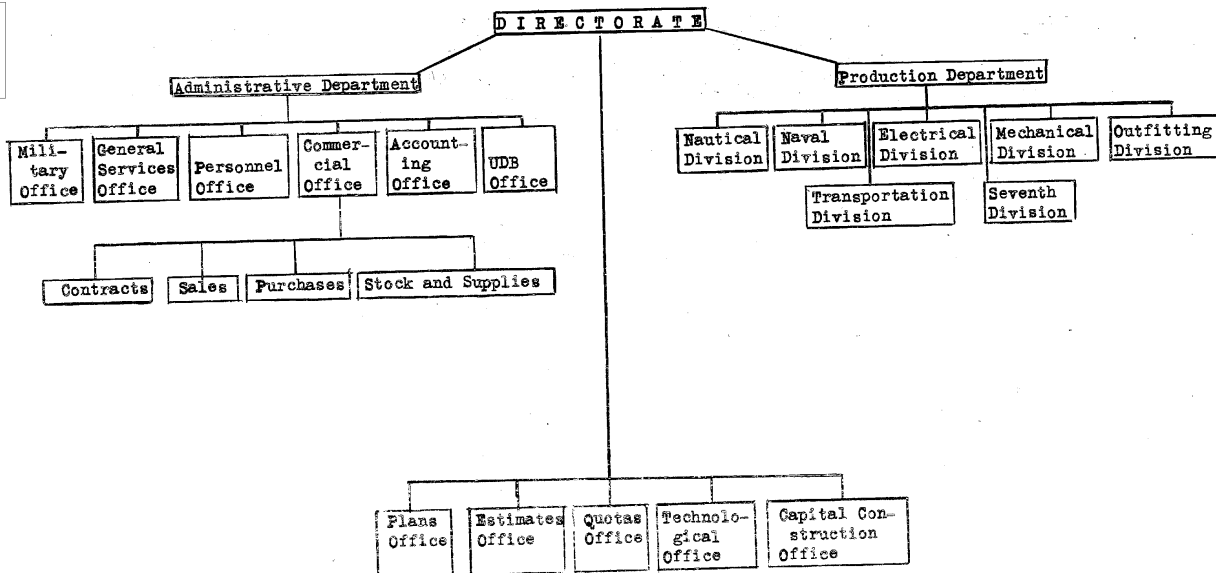 D I R E C T O R A T E
Administrative Department
Production Department
Mili-
tary
Office
General
Services
Office
Personnel
Office
Commer-
cial
Office
Account-
ing
Office
UDB
Office
Nautical
Division
Naval
Division
Electrical
Division
Mechanical
Division
Outfitting
Division
Transportation
Division
Seventh
Division
Contracts
Sales
Purchases
Stock and Supplies
Plans
Office
Estimates
Office
Quotas
Office
Technolo-
gical
Office
Capital Con-
struction
Office